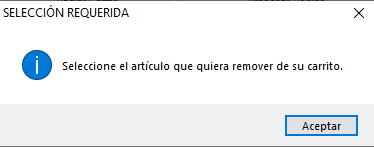 SELECCIÓN REQUERIDA
Seleccione el artículo que quiera remover de su carrito.
Aceptar